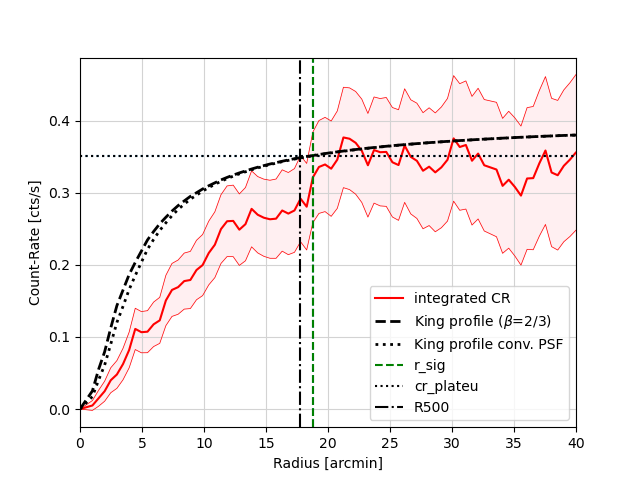 0.4
0.3
0.2
0.1
0.0
Count-Rate [cts/s]
integrated CR
King profile (β=2/3)
King profile conv. PSF
r_sig
cr_plateu
R500
0 5 10 15 20 25 30 35 40
Radius [arcmin]